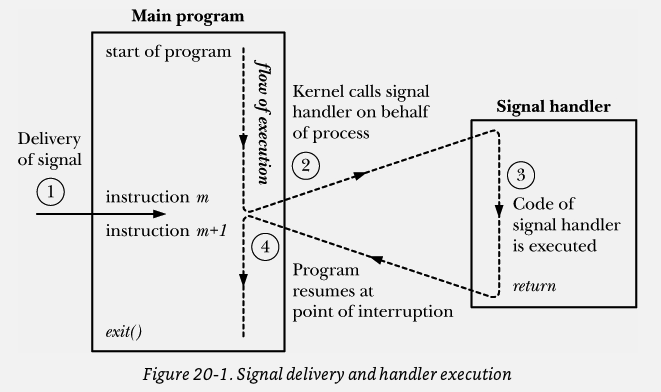 Main program
start of program
flow of execution
Delivery
of signal
1
instruction m
instruction m+1
exit()
Kernel calls signal
handler on behalf
of process
2
Signal handler
3
Code of
signal handler
is executed
return
4
Program
resumes at
point of interruption
Figure 20-1. Signal delivery and handler execution